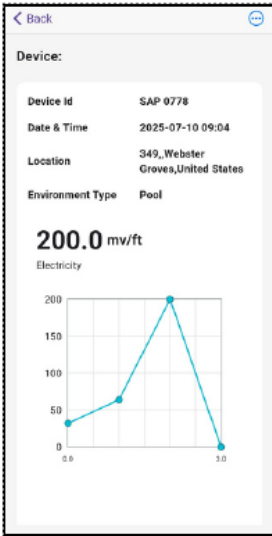 Back
Device:
Device Id SAP 0778
Date & Time 2025-07-10 09:04
Location 349,,Webster
Groves,United States
Environment Type Pool
200.0 mv/ft
Electricity
200
150
100
50
0
0.0 3.0